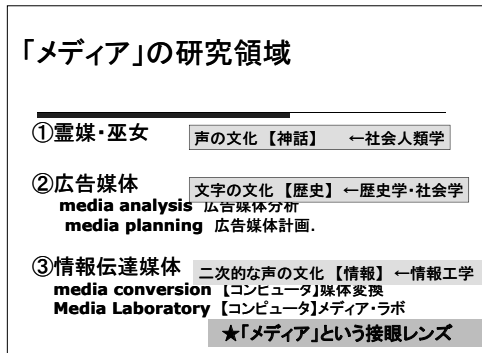 「メディア」の研究領域
①霊媒・巫女
声の文化 【神話】 ←社会人類学
②広告媒体
文字の文化 【歴史】 ←歴史学・社会学
media analysis 広告媒体分析
media planning 広告媒体計画.
③情報伝達媒体
二次的な声の文化 【情報】 ←情報工学
media conversion 【コンピュータ】媒体変換
Media Laboratory 【コンピュータ】メディア・ラボ
★「メディア」という接眼レンズ